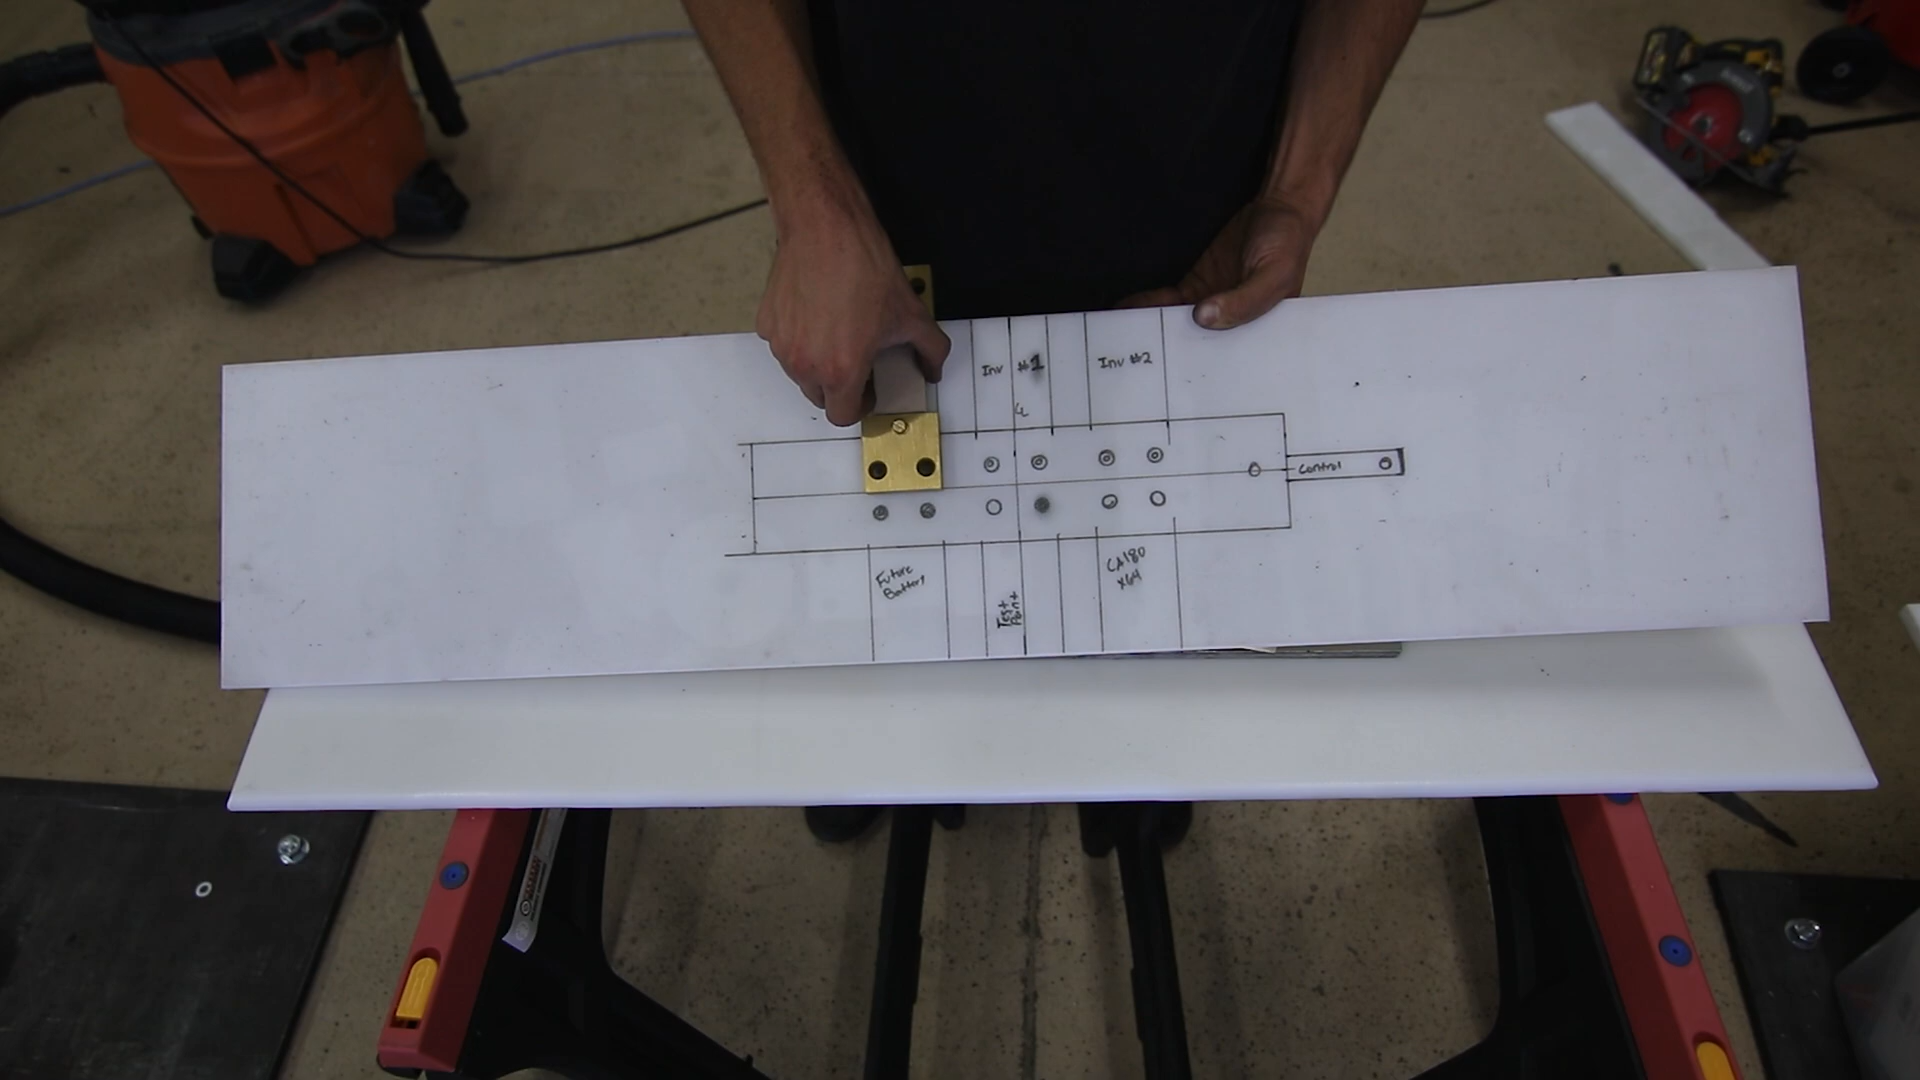 Inv #1
Inv #2
℄
Control
Future
Battery
Test
Point
CA180
x64